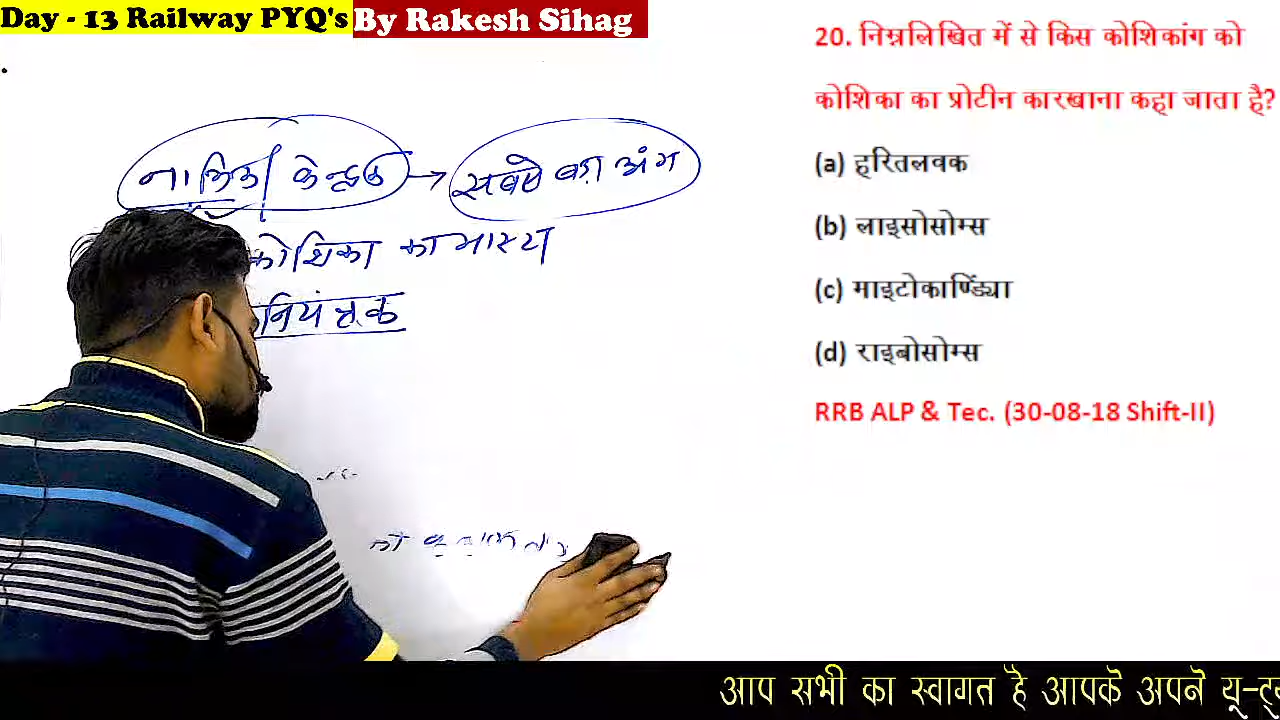 Day - 13 Railway PYQ's By Rakesh Sihag
20. निम्नलिखित में से किस कोशिकांग को
कोशिका का प्रोटीन कारखाना कहा जाता है?
(a) हरितलवक
(b) लाइसोसोम्स
(c) माइटोकाण्ड्रिया
(d) राइबोसोम्स
RRB ALP & Tec. (30-08-18 Shift-II)
केन्द्रक → सबसे बड़ा अंग
कोशिका का
नियंत्रक
आप सभी का स्वागत है आपके अपने यू-ट्